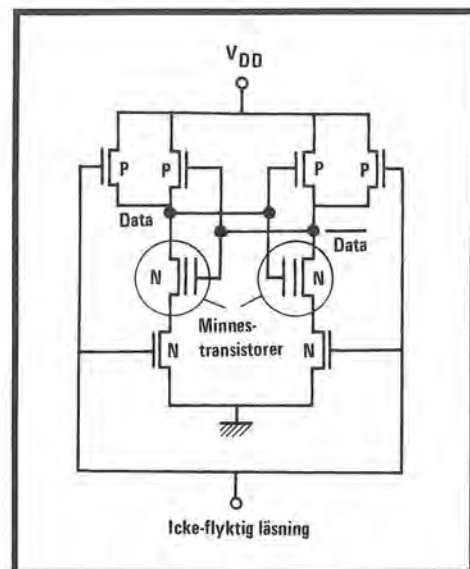 VDD
P P P P
Data
Data
N N
Minnes-
transistorer
N N
Icke-flyktig läsning